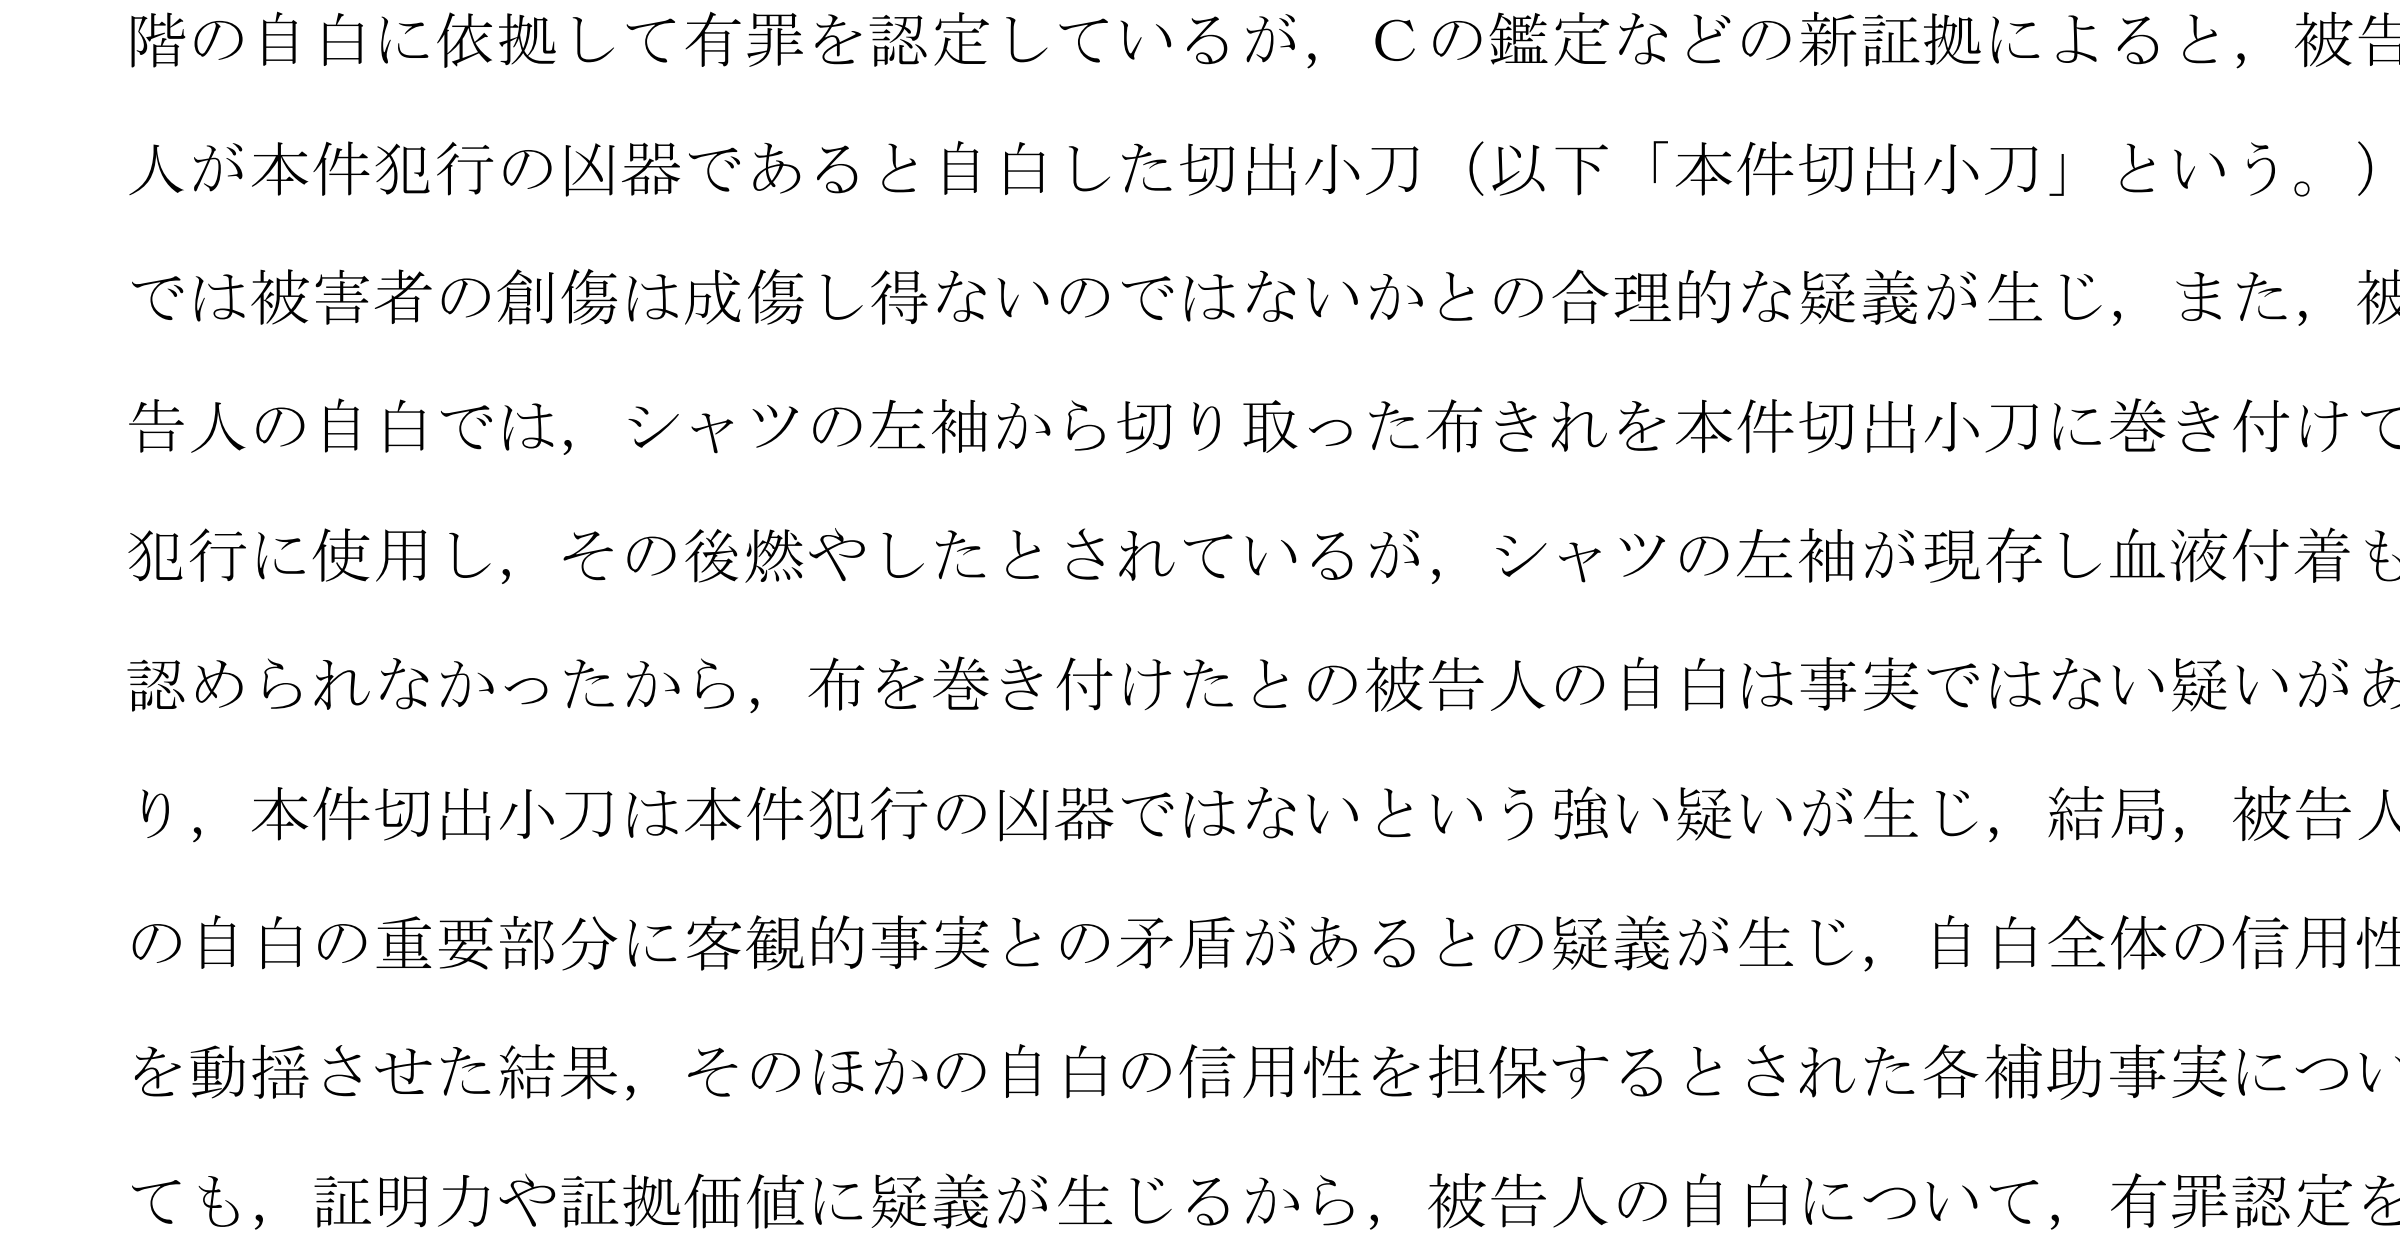 階の自白に依拠して有罪を認定しているが，Ｃの鑑定などの新証拠によると，被告
人が本件犯行の凶器であると自白した切出小刀（以下「本件切出小刀」という。）
では被害者の創傷は成傷し得ないのではないかとの合理的な疑義が生じ，また，被
告人の自白では，シャツの左袖から切り取った布きれを本件切出小刀に巻き付けて
犯行に使用し，その後燃やしたとされているが，シャツの左袖が現存し血液付着も
認められなかったから，布を巻き付けたとの被告人の自白は事実ではない疑いがあ
り，本件切出小刀は本件犯行の凶器ではないという強い疑いが生じ，結局，被告人
の自白の重要部分に客観的事実との矛盾があるとの疑義が生じ，自白全体の信用性
を動揺させた結果，そのほかの自白の信用性を担保するとされた各補助事実につい
ても，証明力や証拠価値に疑義が生じるから，被告人の自白について，有罪認定を